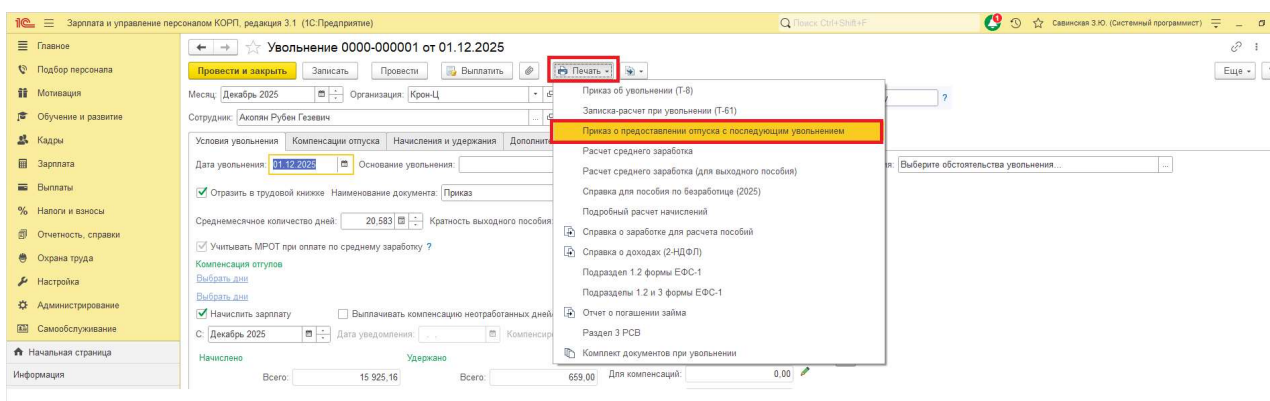 1С Зарплата и управление персоналом КОРП, редакция 3.1 (1С:Предприятие) Поиск Ctrl+Shift+F Савинская З.Ю. (Системный программист)
Главное
Подбор персонала
Мотивация
Обучение и развитие
Кадры
Зарплата
Выплаты
Налоги и взносы
Отчетность, справки
Охрана труда
Настройка
Администрирование
Самообслуживание
Начальная страница
Информация
Увольнение 0000-000001 от 01.12.2025
Провести и закрыть Записать Провести Выплатить Печать Еще
Месяц: Декабрь 2025 Организация: Крон-Ц ?
Сотрудник: Акопян Рубен Гезевич
Условия увольнения Компенсации отпуска Начисления и удержания Дополните
Дата увольнения: 01.12.2025 Основание увольнения: Выберите обстоятельства увольнения...
Отразить в трудовой книжке Наименование документа: Приказ
Среднемесячное количество дней: 20,583 Кратность выходного пособия:
Учитывать МРОТ при оплате по среднему заработку ?
Компенсация отгулов
Выбрать дни
Выбрать дни
Начислить зарплату Выплачивать компенсацию неотработанных дней
С: Декабрь 2025 Дата уведомления: . . Компенсиро
Начислено Удержано
Всего: 15 925,16 Всего: 659,00 Для компенсаций: 0,00
Приказ об увольнении (Т-8)
Записка-расчет при увольнении (Т-61)
Приказ о предоставлении отпуска с последующим увольнением
Расчет среднего заработка
Расчет среднего заработка (для выходного пособия)
Справка для пособия по безработице (2025)
Подробный расчет начислений
Справка о заработке для расчета пособий
Справка о доходах (2-НДФЛ)
Подраздел 1.2 формы ЕФС-1
Подразделы 1.2 и 3 формы ЕФС-1
Отчет о погашении займа
Раздел 3 РСВ
Комплект документов при увольнении